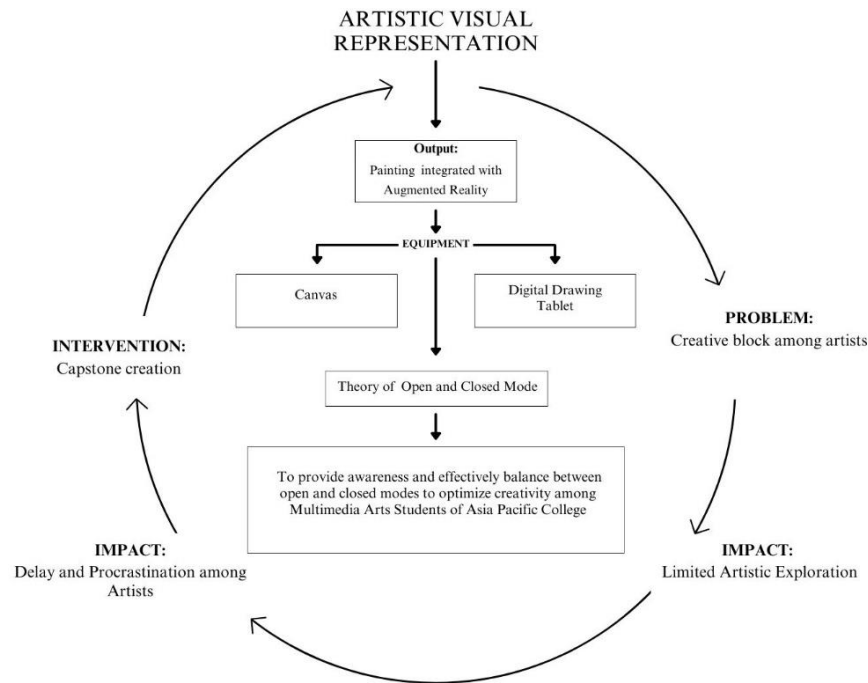 ARTISTIC VISUAL
REPRESENTATION
Output:
Painting integrated with
Augmented Reality
EQUIPMENT
Canvas
Digital Drawing
Tablet
PROBLEM:
Creative block among artists
INTERVENTION:
Capstone creation
Theory of Open and Closed Mode
To provide awareness and effectively balance between
open and closed modes to optimize creativity among
Multimedia Arts Students of Asia Pacific College
IMPACT:
Delay and Procrastination among
Artists
IMPACT:
Limited Artistic Exploration